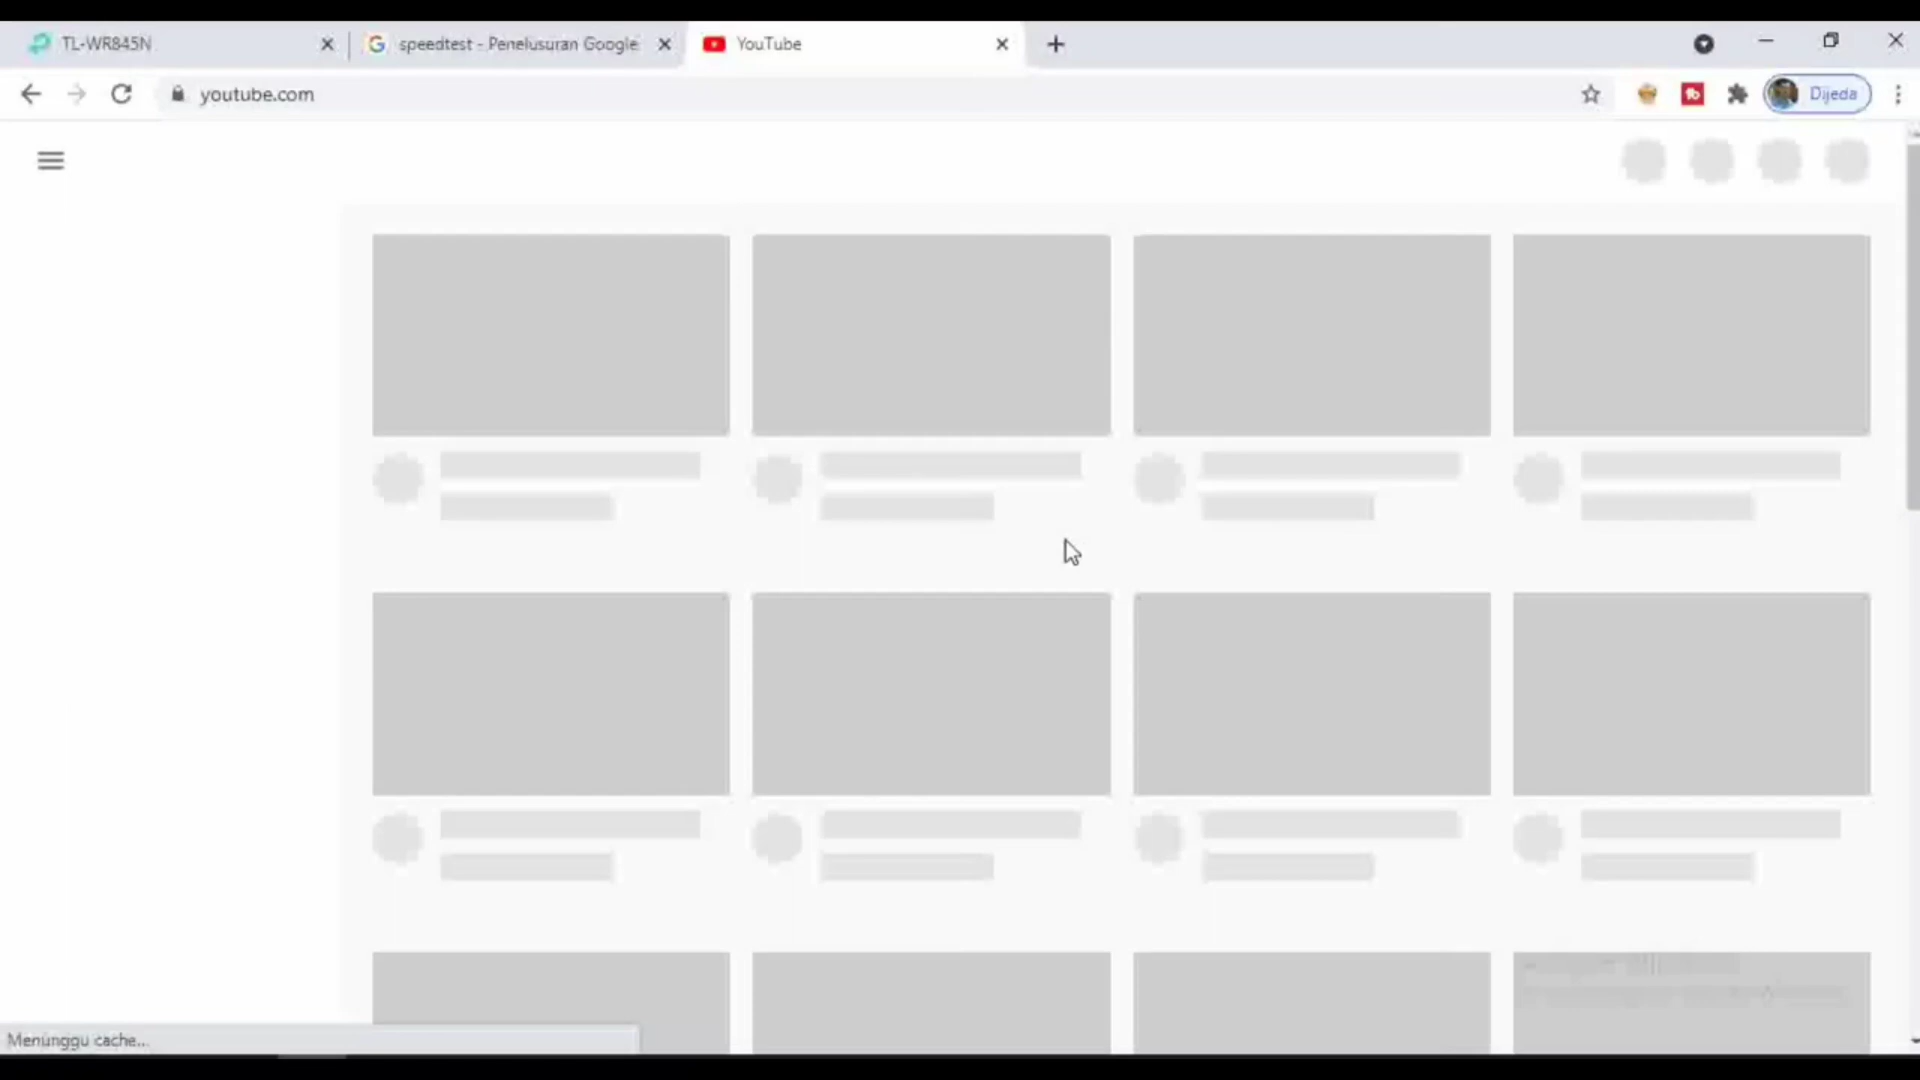 TL-WR845N
speedtest - Penelusuran Google
YouTube
youtube.com
Dijeda
Menunggu cache...